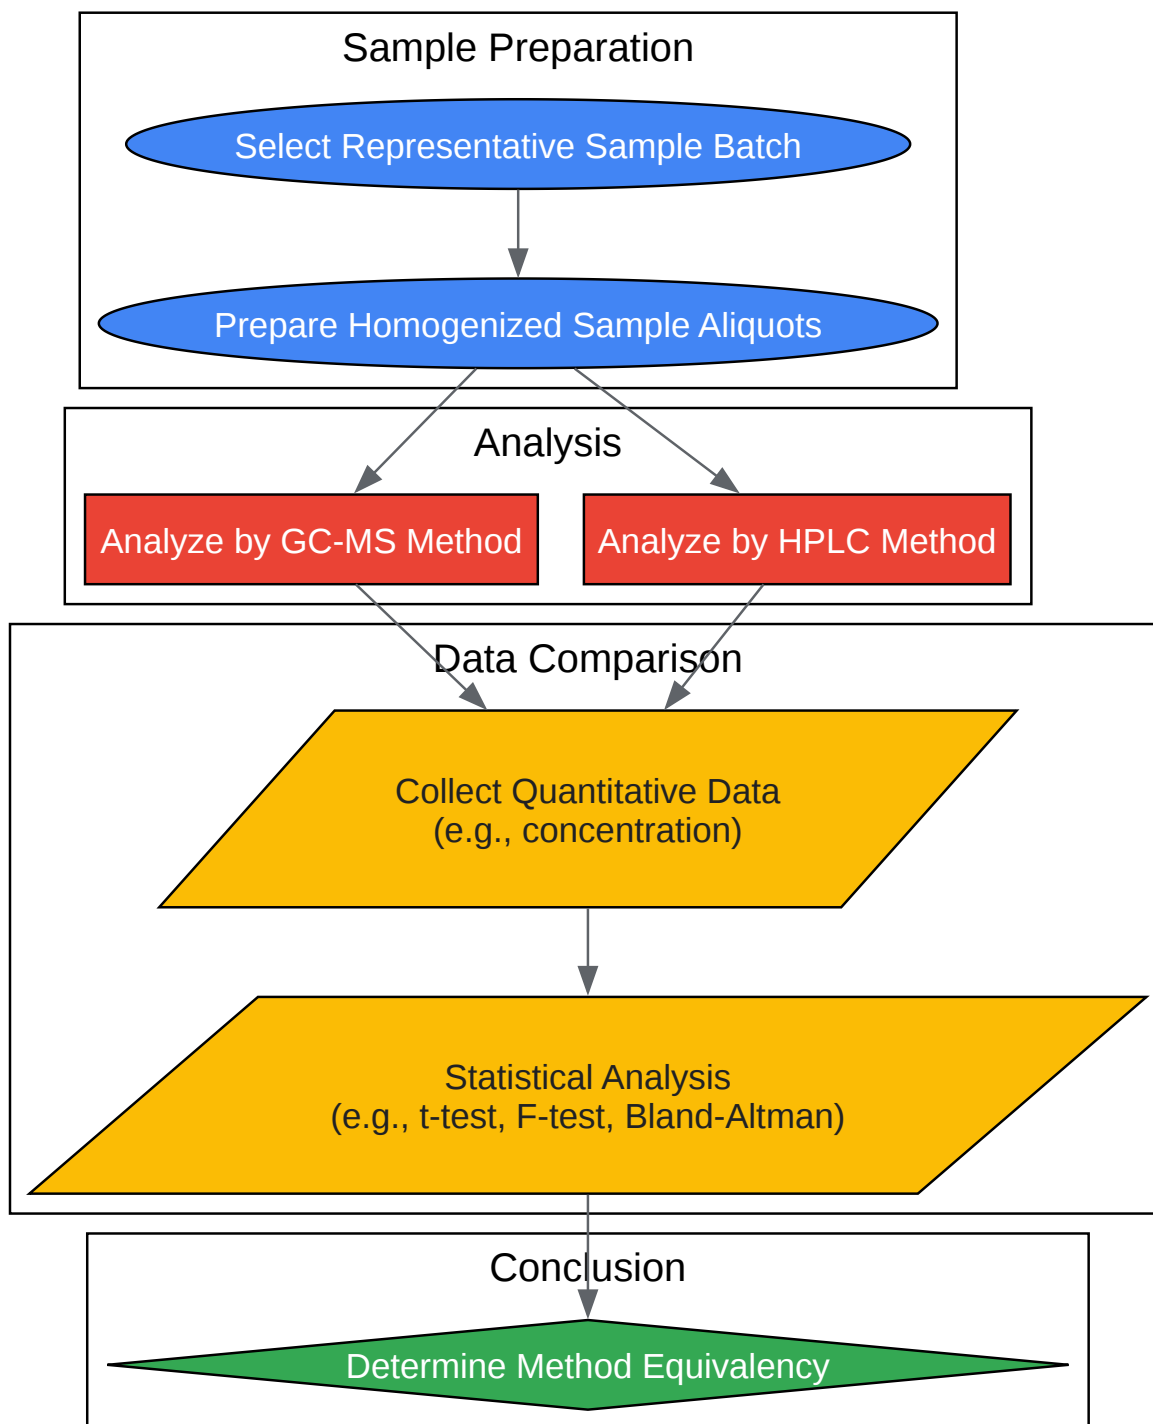 Sample Preparation
Select Representative Sample Batch
Prepare Homogenized Sample Aliquots
Analysis
Analyze by GC-MS Method
Analyze by HPLC Method
Data Comparison
Collect Quantitative Data
(e.g., concentration)
Statistical Analysis
(e.g., t-test, F-test, Bland-Altman)
Conclusion
Determine Method Equivalency